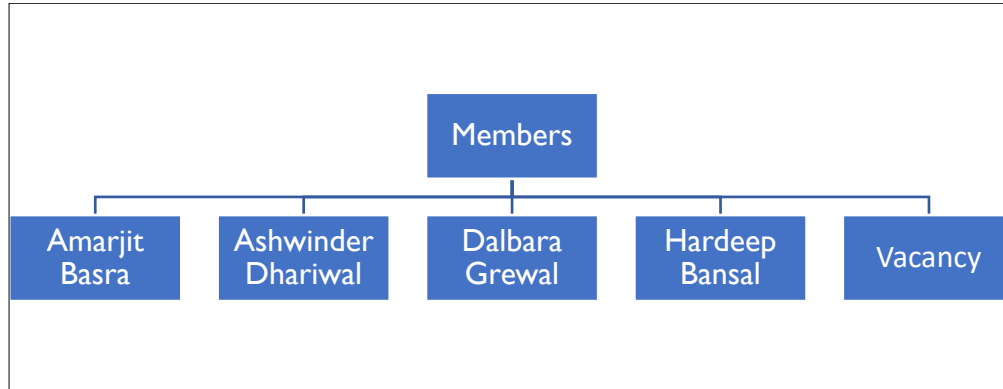 Members
Amarjit
Basra
Ashwinder
Dhariwal
Dalbara
Grewal
Hardeep
Bansal
Vacancy